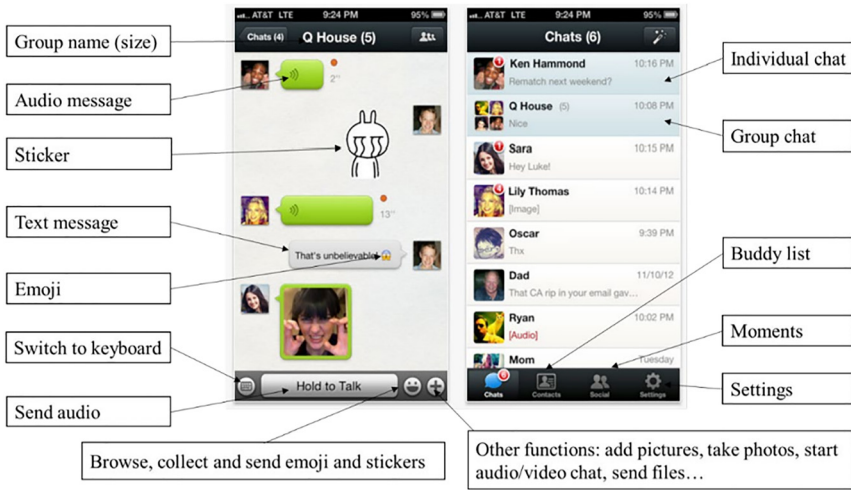 Group name (size)
Audio message
Sticker
Text message
Emoji
Switch to keyboard
Send audio
Browse, collect and send emoji and stickers
AT&T LTE 9:24 PM 95%
Chats (4) Q House (5)
2"
13"
That's unbelievable!
Hold to Talk
AT&T LTE 9:24 PM 95%
Chats (6)
1 Ken Hammond 10:16 PM
Rematch next weekend?
Q House (5) 10:08 PM
Nice
1 Sara 10:15 PM
Hey Luke!
4 Lily Thomas 10:14 PM
[Image]
Oscar 9:39 PM
Thx
Dad 11/10/12
That CA rip in your email gav...
Ryan 10:02 PM
[Audio]
Mom Tuesday
6
Chats Contacts Social Settings
Individual chat
Group chat
Buddy list
Moments
Settings
Other functions: add pictures, take photos, start
audio/video chat, send files…